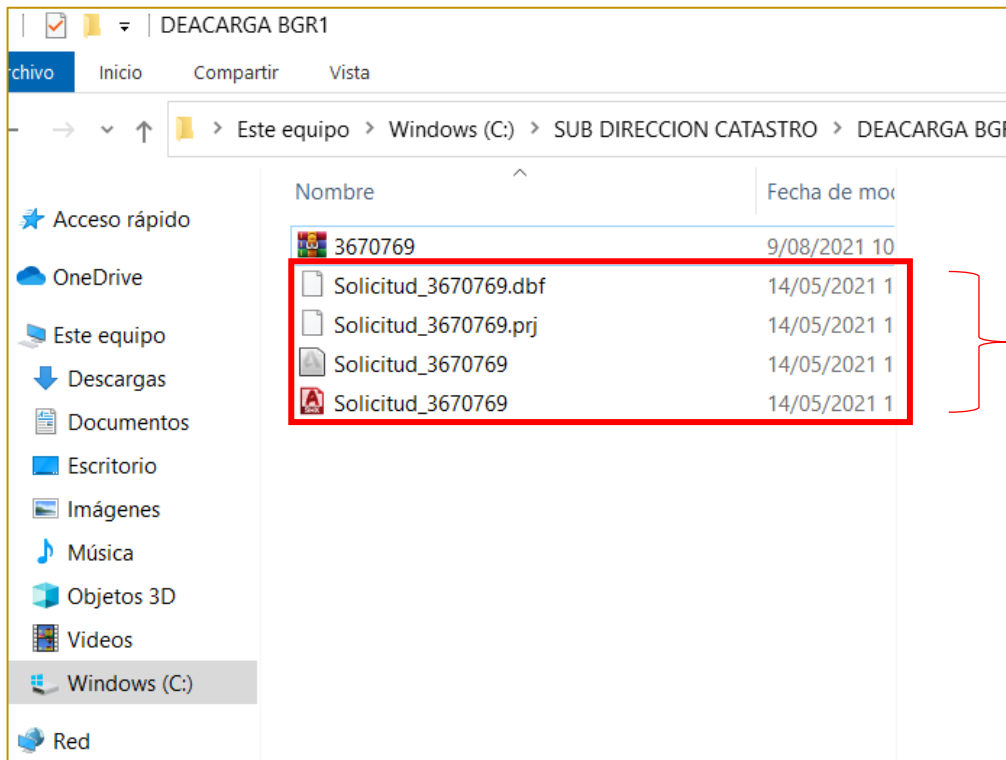 DEACARGA BGR1
rchivo Inicio Compartir Vista
Este equipo > Windows (C:) > SUB DIRECCION CATASTRO > DEACARGA BGR
Nombre Fecha de mod
Acceso rápido
OneDrive
Este equipo
Descargas
Documentos
Escritorio
Imágenes
Música
Objetos 3D
Videos
Windows (C:)
Red
3670769 9/08/2021 10
Solicitud_3670769.dbf 14/05/2021 1
Solicitud_3670769.prj 14/05/2021 1
Solicitud_3670769 14/05/2021 1
Solicitud_3670769 14/05/2021 1